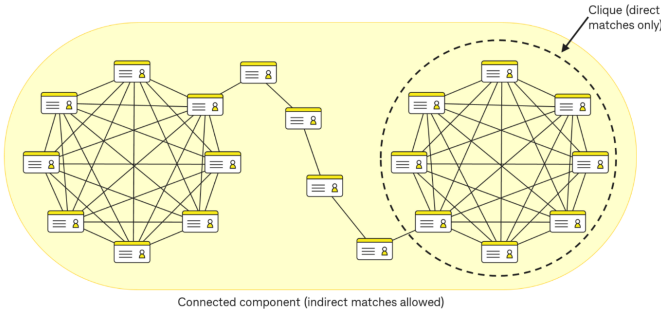 Clique (direct
matches only)
Connected component (indirect matches allowed)